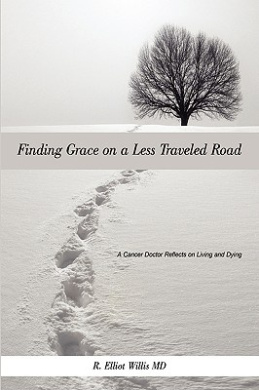 Finding Grace on a Less Traveled Road
A Cancer Doctor Reflects on Living and Dying
R. Elliot Willis MD